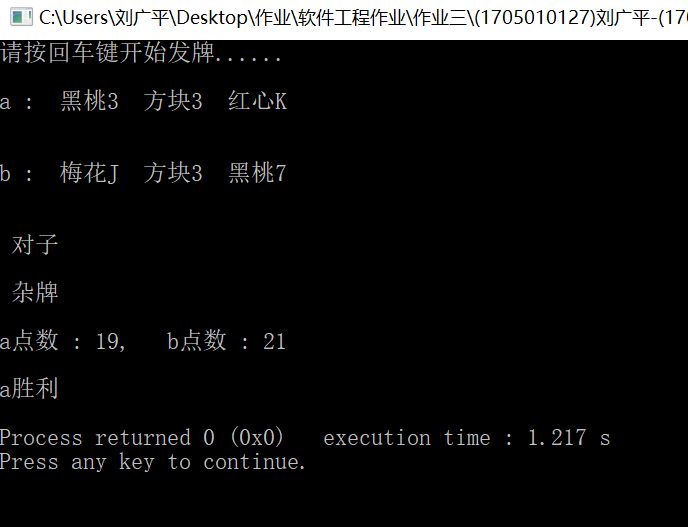 C:\Users\刘广平\Desktop\作业\软件工程作业\作业三\(1705010127)刘广平-(170
请按回车键开始发牌......
a :  黑桃3  方块3  红心K
b :  梅花J  方块3  黑桃7
对子
杂牌
a点数 : 19,   b点数 : 21
a胜利
Process returned 0 (0x0)   execution time : 1.217 s
Press any key to continue.